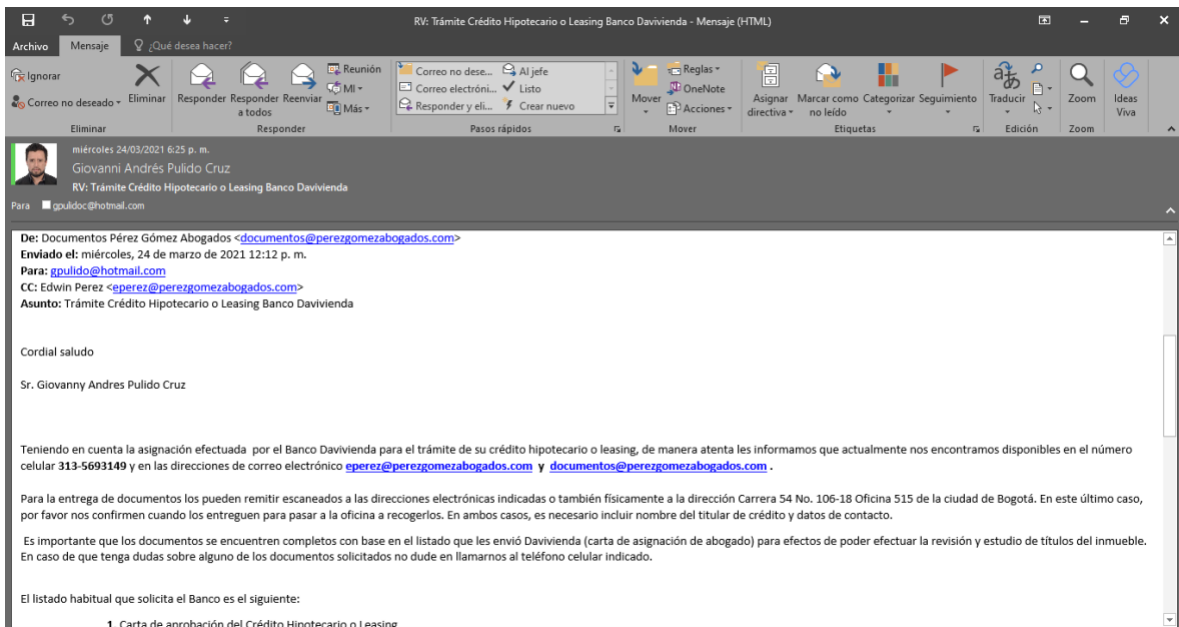 RV: Trámite Crédito Hipotecario o Leasing Banco Davivienda - Mensaje (HTML)
Archivo Mensaje ¿Qué desea hacer?
Ignorar
Correo no deseado
Eliminar
Responder Responder a todos Reenviar
Reunión
MI
Más
Correo no dese... Al jefe
Correo electróni... Listo
Responder y eli... Crear nuevo
Mover
Reglas
OneNote
Acciones
Asignar directiva
Marcar como no leído
Categorizar Seguimiento
Traducir
Zoom
Ideas Viva
Eliminar Responder Pasos rápidos Mover Etiquetas Edición Zoom
miércoles 24/03/2021 6:25 p. m.
Giovanni Andrés Pulido Cruz
RV: Trámite Crédito Hipotecario o Leasing Banco Davivienda
Para gpulidoc@hotmail.com
De: Documentos Pérez Gómez Abogados <documentos@perezgomezabogados.com>
Enviado el: miércoles, 24 de marzo de 2021 12:12 p. m.
Para: gpulido@hotmail.com
CC: Edwin Perez <eperez@perezgomezabogados.com>
Asunto: Trámite Crédito Hipotecario o Leasing Banco Davivienda
Cordial saludo
Sr. Giovanny Andres Pulido Cruz
Teniendo en cuenta la asignación efectuada por el Banco Davivienda para el trámite de su crédito hipotecario o leasing, de manera atenta les informamos que actualmente nos encontramos disponibles en el número
celular 313-5693149 y en las direcciones de correo electrónico eperez@perezgomezabogados.com y documentos@perezgomezabogados.com .
Para la entrega de documentos los pueden remitir escaneados a las direcciones electrónicas indicadas o también físicamente a la dirección Carrera 54 No. 106-18 Oficina 515 de la ciudad de Bogotá. En este último caso,
por favor nos confirmen cuando los entreguen para pasar a la oficina a recogerlos. En ambos casos, es necesario incluir nombre del titular de crédito y datos de contacto.
Es importante que los documentos se encuentren completos con base en el listado que les envió Davivienda (carta de asignación de abogado) para efectos de poder efectuar la revisión y estudio de títulos del inmueble.
En caso de que tenga dudas sobre alguno de los documentos solicitados no dude en llamarnos al teléfono celular indicado.
El listado habitual que solicita el Banco es el siguiente:
1. Carta de aprobación del Crédito Hipotecario o Leasing